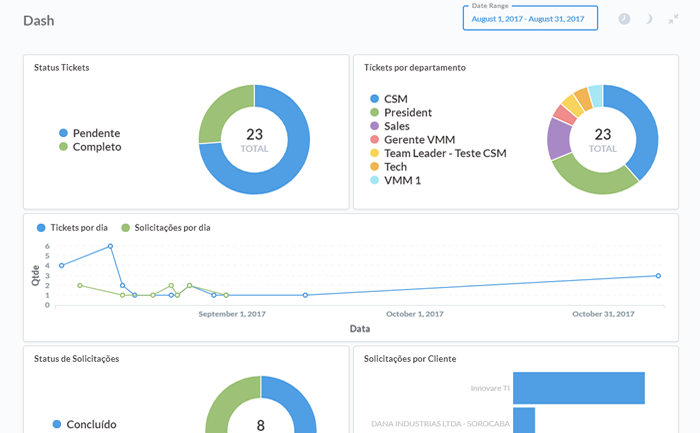 Dash
Date Range
August 1, 2017 - August 31, 2017
Status Tickets
Pendente
Completo
23
TOTAL
Tíckets por departamento
CSM
President
Sales
Gerente VMM
Team Leader - Teste CSM
Tech
VMM 1
23
TOTAL
Tickets por dia
Solicitações por dia
Qtde
6
5
4
3
2
1
0
September 1, 2017
October 1, 2017
October 31, 2017
Data
Status de Solicitações
Concluído
8
Solicitações por Cliente
Innovare TI
DANA INDUSTRIAS LTDA - SOROCABA